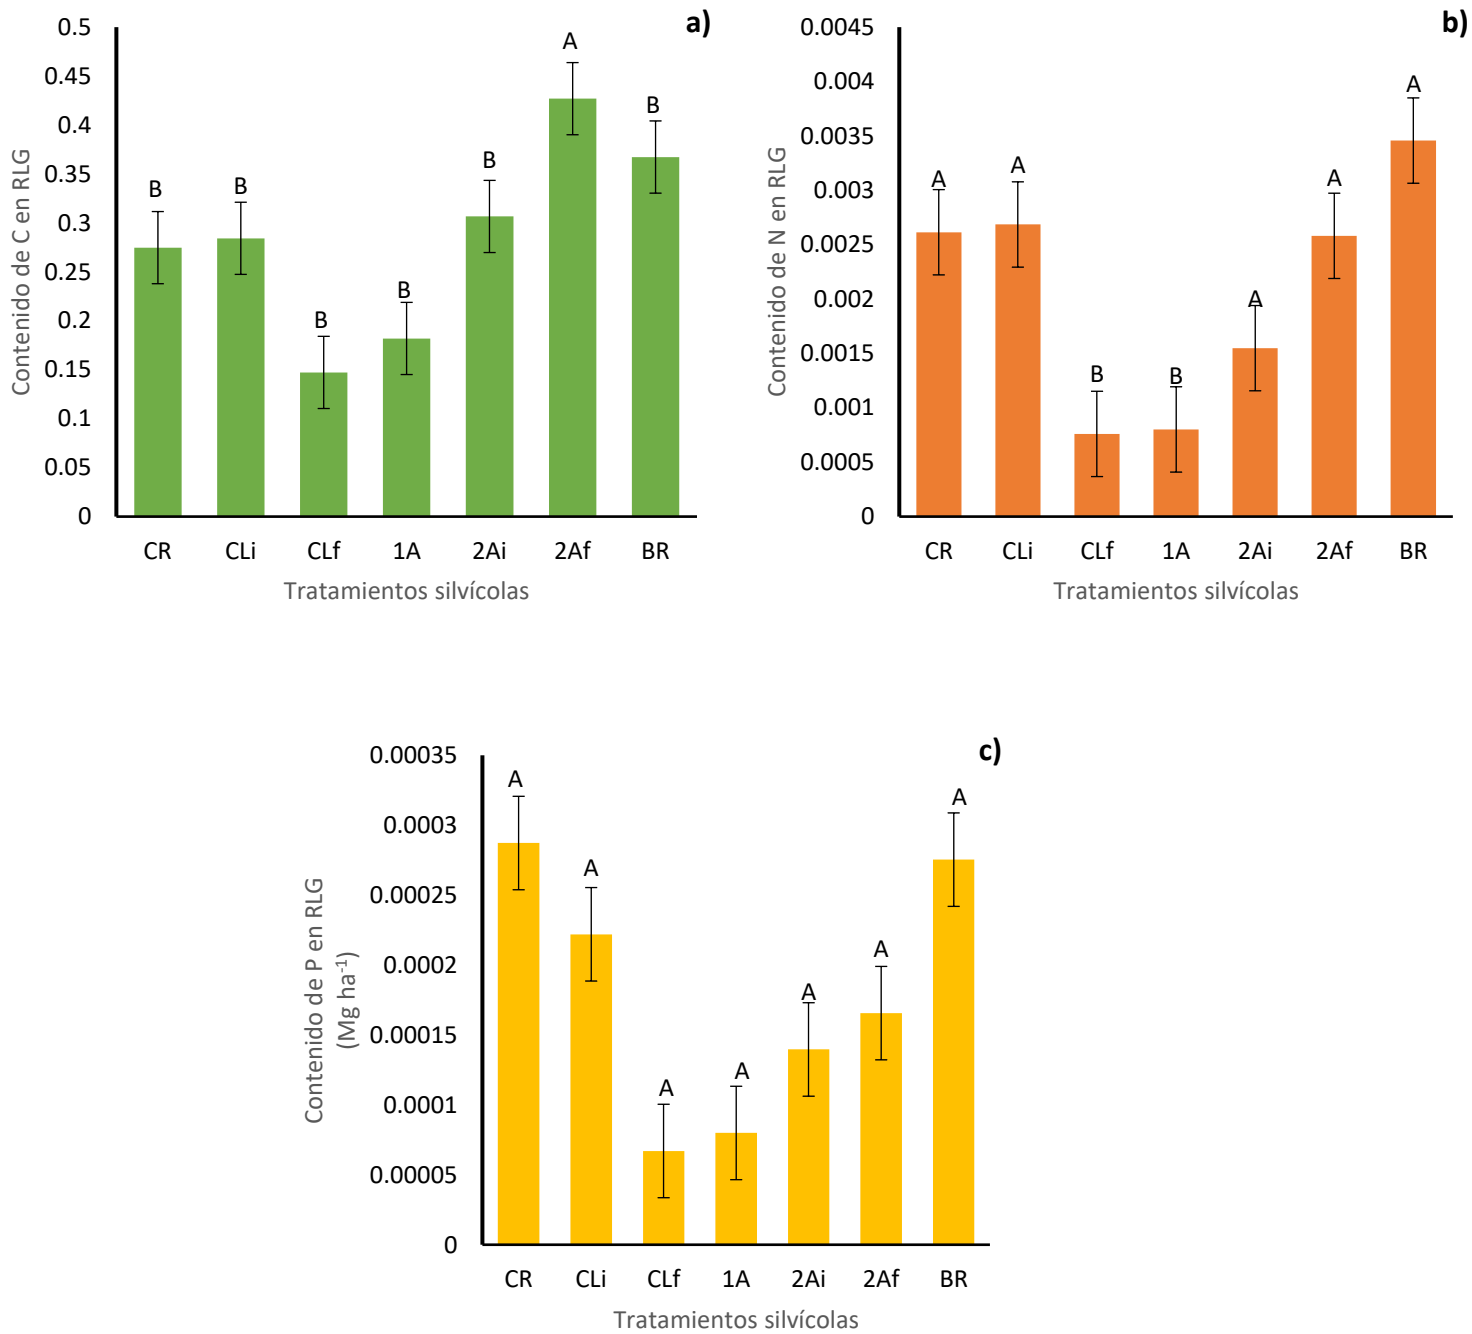 a)
Contenido de C en RLG
0.5
0.45
0.4
0.35
0.3
0.25
0.2
0.15
0.1
0.05
0
B
B
B
B
B
A
B
CR CLi CLf 1A 2Ai 2Af BR
Tratamientos silvícolas
b)
Contenido de N en RLG
0.0045
0.004
0.0035
0.003
0.0025
0.002
0.0015
0.001
0.0005
0
A
A
B
B
A
A
A
CR CLi CLf 1A 2Ai 2Af BR
Tratamientos silvícolas
c)
Contenido de P en RLG
(Mg ha⁻¹)
0.00035
0.0003
0.00025
0.0002
0.00015
0.0001
0.00005
0
A
A
A
A
A
A
A
CR CLi CLf 1A 2Ai 2Af BR
Tratamientos silvícolas